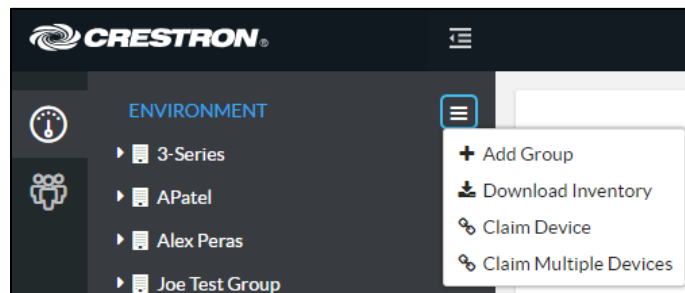 CRESTRON®
ENVIRONMENT
3-Series
APatel
Alex Peras
Joe Test Group
Add Group
Download Inventory
Claim Device
Claim Multiple Devices